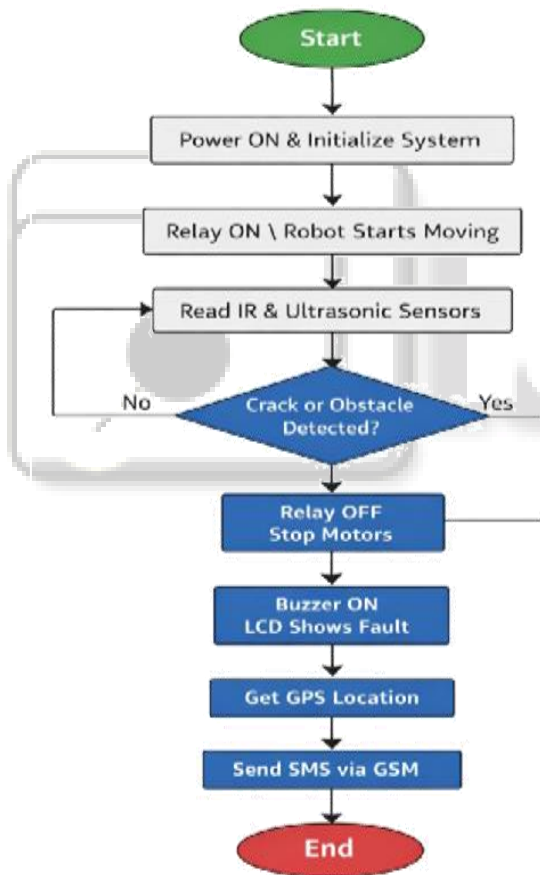 Start
Power ON & Initialize System
Relay ON \ Robot Starts Moving
Read IR & Ultrasonic Sensors
No
Crack or Obstacle
Detected?
Yes
Relay OFF
Stop Motors
Buzzer ON
LCD Shows Fault
Get GPS Location
Send SMS via GSM
End